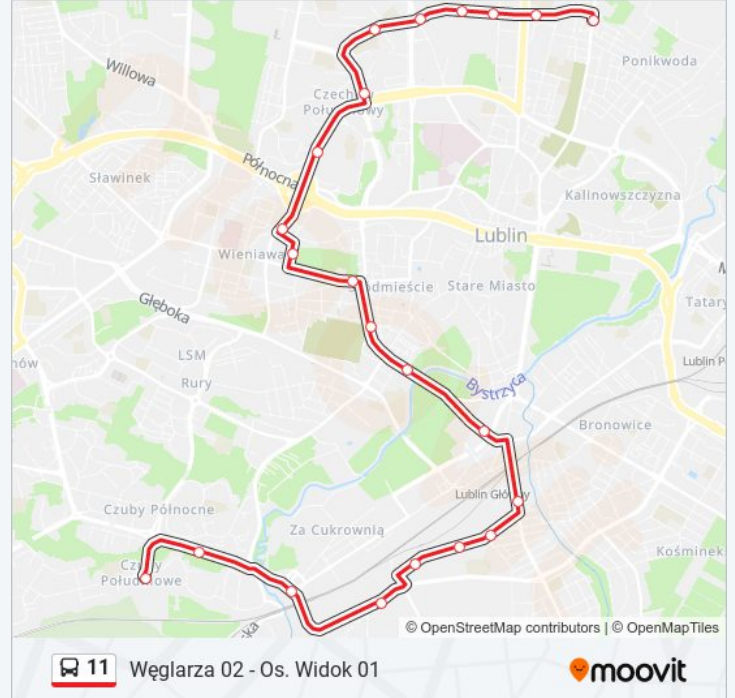 Willowa
Ponikwoda
Czechów
Południowy
Północna
Sławinek
Kalinowszczyzna
Lublin
Wieniawa
Śródmieście
Stare Miasto
Głęboka
Tatary
LSM
Lublin P
Rury
Bystrzyca
Bronowice
Lublin Główny
Czuby Północne
Za Cukrownią
Kośminek
Czuby
Południowe
ska
© OpenStreetMap contributors | © OpenMapTiles
11 Węglarza 02 - Os. Widok 01
moovit